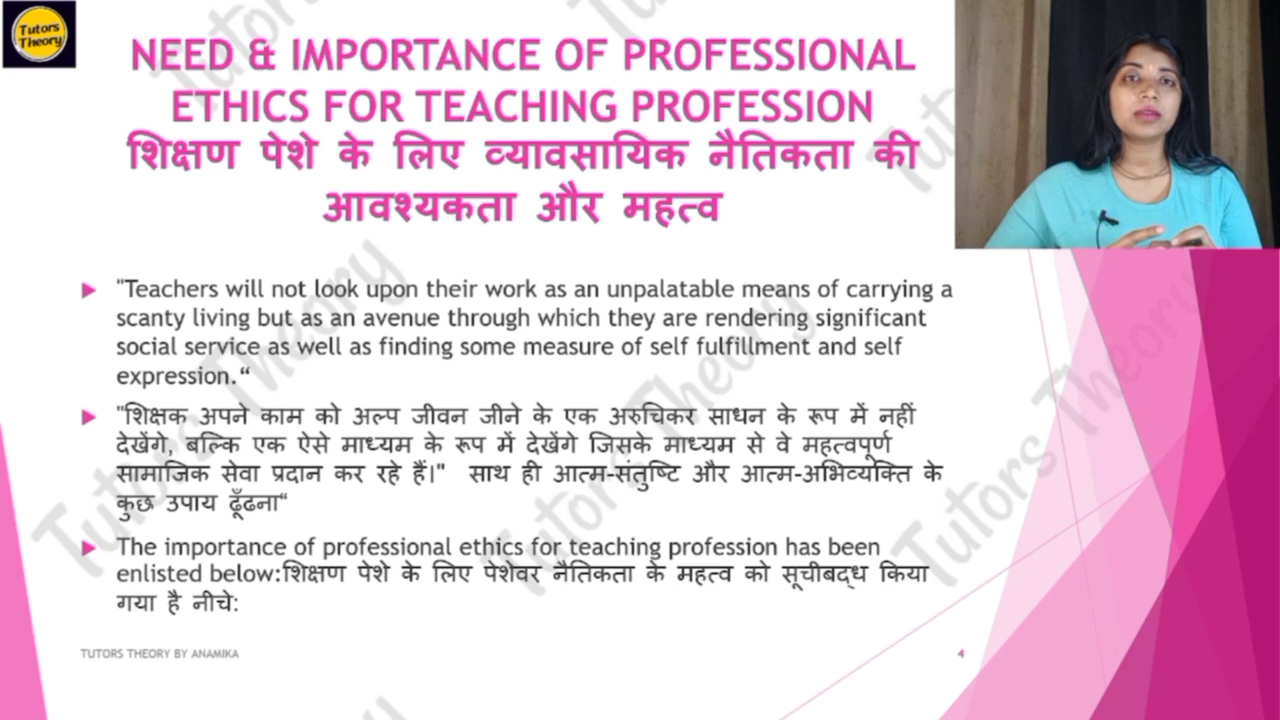 Tutors
Theory
NEED & IMPORTANCE OF PROFESSIONAL
ETHICS FOR TEACHING PROFESSION
शिक्षण पेशे के लिए व्यावसायिक नैतिकता की
आवश्यकता और महत्व
"Teachers will not look upon their work as an unpalatable means of carrying a
scanty living but as an avenue through which they are rendering significant
social service as well as finding some measure of self fulfillment and self
expression.“
"शिक्षक अपने काम को अल्प जीवन जीने के एक अरुचिकर साधन के रूप में नहीं
देखेंगे, बल्कि एक ऐसे माध्यम के रूप में देखेंगे जिसके माध्यम से वे महत्वपूर्ण
सामाजिक सेवा प्रदान कर रहे हैं।" साथ ही आत्म-संतुष्टि और आत्म-अभिव्यक्ति के
कुछ उपाय ढूँढना“
The importance of professional ethics for teaching profession has been
enlisted below:शिक्षण पेशे के लिए पेशेवर नैतिकता के महत्व को सूचीबद्ध किया
गया है नीचे:
TUTORS THEORY BY ANAMIKA
4